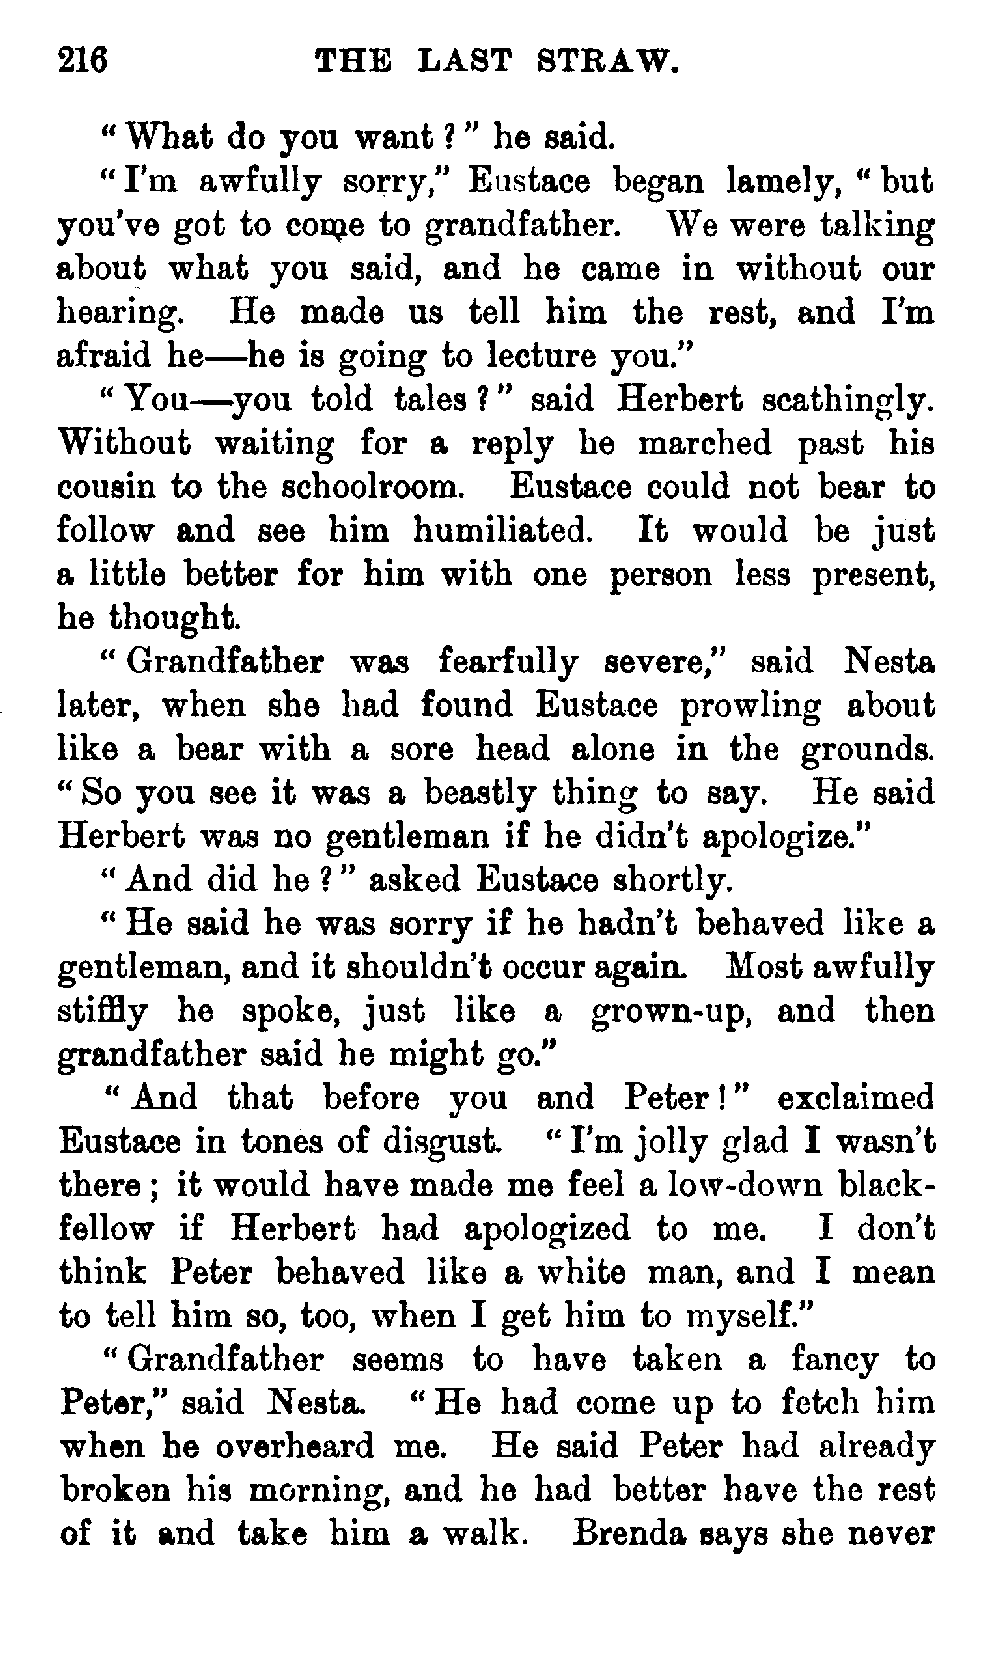 216 THE LAST STRAW.
“What do you want?” he said.
“I'm awfully sorry,” Eustace began lamely, “but
you've got to come to grandfather. We were talking
about what you said, and he came in without our
hearing. He made us tell him the rest, and I'm
afraid he—he is going to lecture you.”
“You—you told tales?” said Herbert scathingly.
Without waiting for a reply he marched past his
cousin to the schoolroom. Eustace could not bear to
follow and see him humiliated. It would be just
a little better for him with one person less present,
he thought.
“Grandfather was fearfully severe,” said Nesta
later, when she had found Eustace prowling about
like a bear with a sore head alone in the grounds.
“So you see it was a beastly thing to say. He said
Herbert was no gentleman if he didn't apologize.”
“And did he?” asked Eustace shortly.
“He said he was sorry if he hadn't behaved like a
gentleman, and it shouldn't occur again. Most awfully
stiffly he spoke, just like a grown-up, and then
grandfather said he might go.”
“And that before you and Peter!” exclaimed
Eustace in tones of disgust. “I'm jolly glad I wasn't
there; it would have made me feel a low-down black-
fellow if Herbert had apologized to me. I don't
think Peter behaved like a white man, and I mean
to tell him so, too, when I get him to myself.”
“Grandfather seems to have taken a fancy to
Peter,” said Nesta. “He had come up to fetch him
when he overheard me. He said Peter had already
broken his morning, and he had better have the rest
of it and take him a walk. Brenda says she never